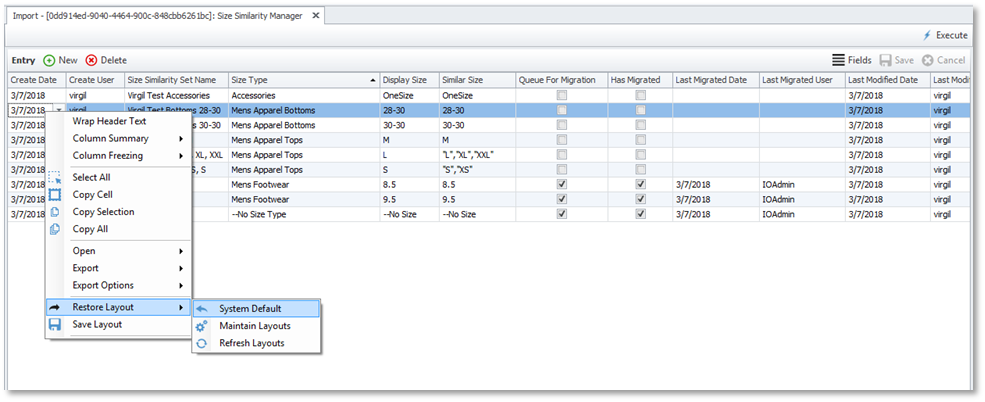 Import - [0dd914ed-9040-4464-900c-848cbb6261bc]: Size Similarity Manager
Execute
Entry New Delete Fields Save Cancel
Create Date Create User Size Similarity Set Name Size Type Display Size Similar Size Queue For Migration Has Migrated Last Migrated Date Last Migrated User Last Modified Date Last Modi
3/7/2018 virgil Virgil Test Accessories Accessories OneSize OneSize 3/7/2018 virgil
3/7/2018 virgil Virgil Test Bottoms 28-30 Mens Apparel Bottoms 28-30 28-30 3/7/2018 virgil
3/7/2018 30-30 Mens Apparel Bottoms 30-30 30-30 3/7/2018 virgil
3/7/2018 Mens Apparel Tops M M 3/7/2018 virgil
3/7/2018 XL, XXL Mens Apparel Tops L "L","XL","XXL" 3/7/2018 virgil
3/7/2018 S, S Mens Apparel Tops S "S","XS" 3/7/2018 virgil
3/7/2018 Mens Footwear 8.5 8.5 3/7/2018 IOAdmin 3/7/2018 virgil
3/7/2018 Mens Footwear 9.5 9.5 3/7/2018 IOAdmin 3/7/2018 virgil
3/7/2018 --No Size Type --No Size --No Size 3/7/2018 IOAdmin 3/7/2018 virgil
Wrap Header Text
Column Summary
Column Freezing
Select All
Copy Cell
Copy Selection
Copy All
Open
Export
Export Options
Restore Layout
Save Layout
System Default
Maintain Layouts
Refresh Layouts